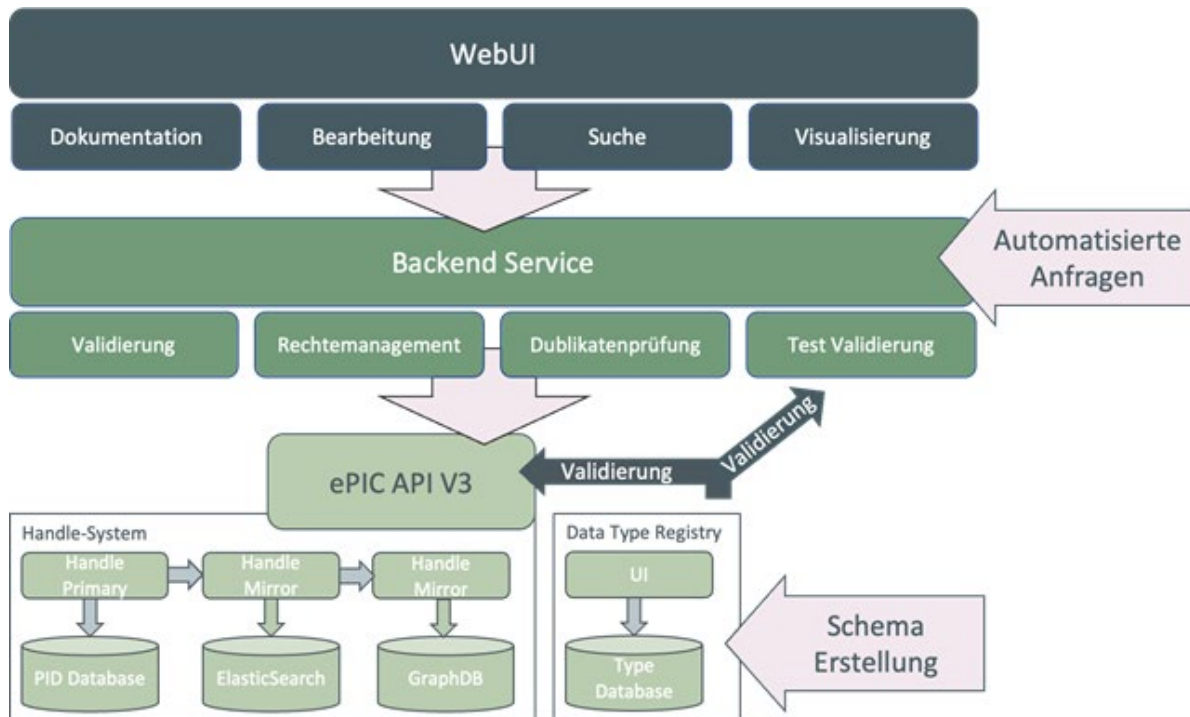 WebUI
Dokumentation
Bearbeitung
Suche
Visualisierung
Backend Service
Automatisierte
Anfragen
Validierung
Rechtemanagement
Dublikatenprüfung
Test Validierung
Validierung
Validierung
ePIC API V3
Handle-System
Handle
Primary
Handle
Mirror
Handle
Mirror
PID Database
ElasticSearch
GraphDB
Data Type Registry
UI
Type
Database
Schema
Erstellung